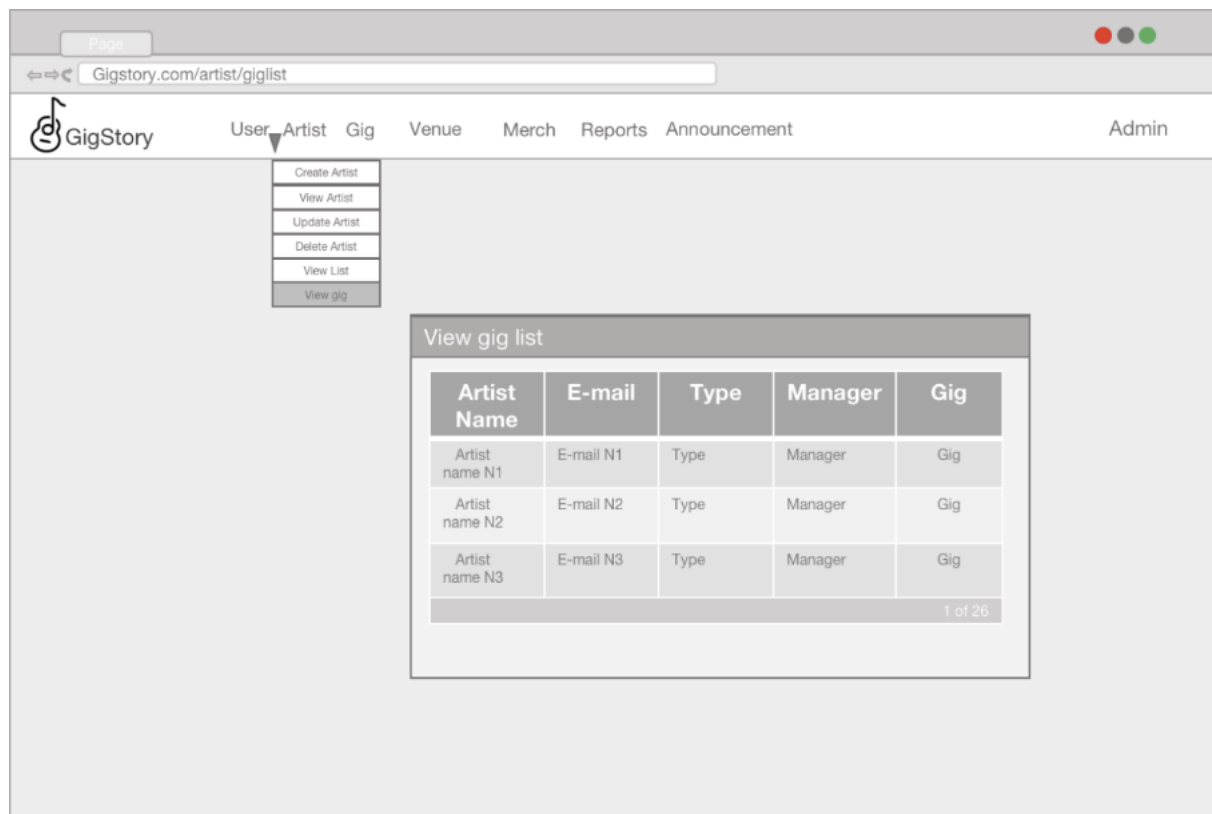 Page
Gigstory.com/artist/giglist
GigStory
User Artist Gig Venue Merch Reports Announcement Admin
Create Artist
View Artist
Update Artist
Delete Artist
View List
View gig
View gig list
Artist Name E-mail Type Manager Gig
Artist name N1 E-mail N1 Type Manager Gig
Artist name N2 E-mail N2 Type Manager Gig
Artist name N3 E-mail N3 Type Manager Gig
1 of 26